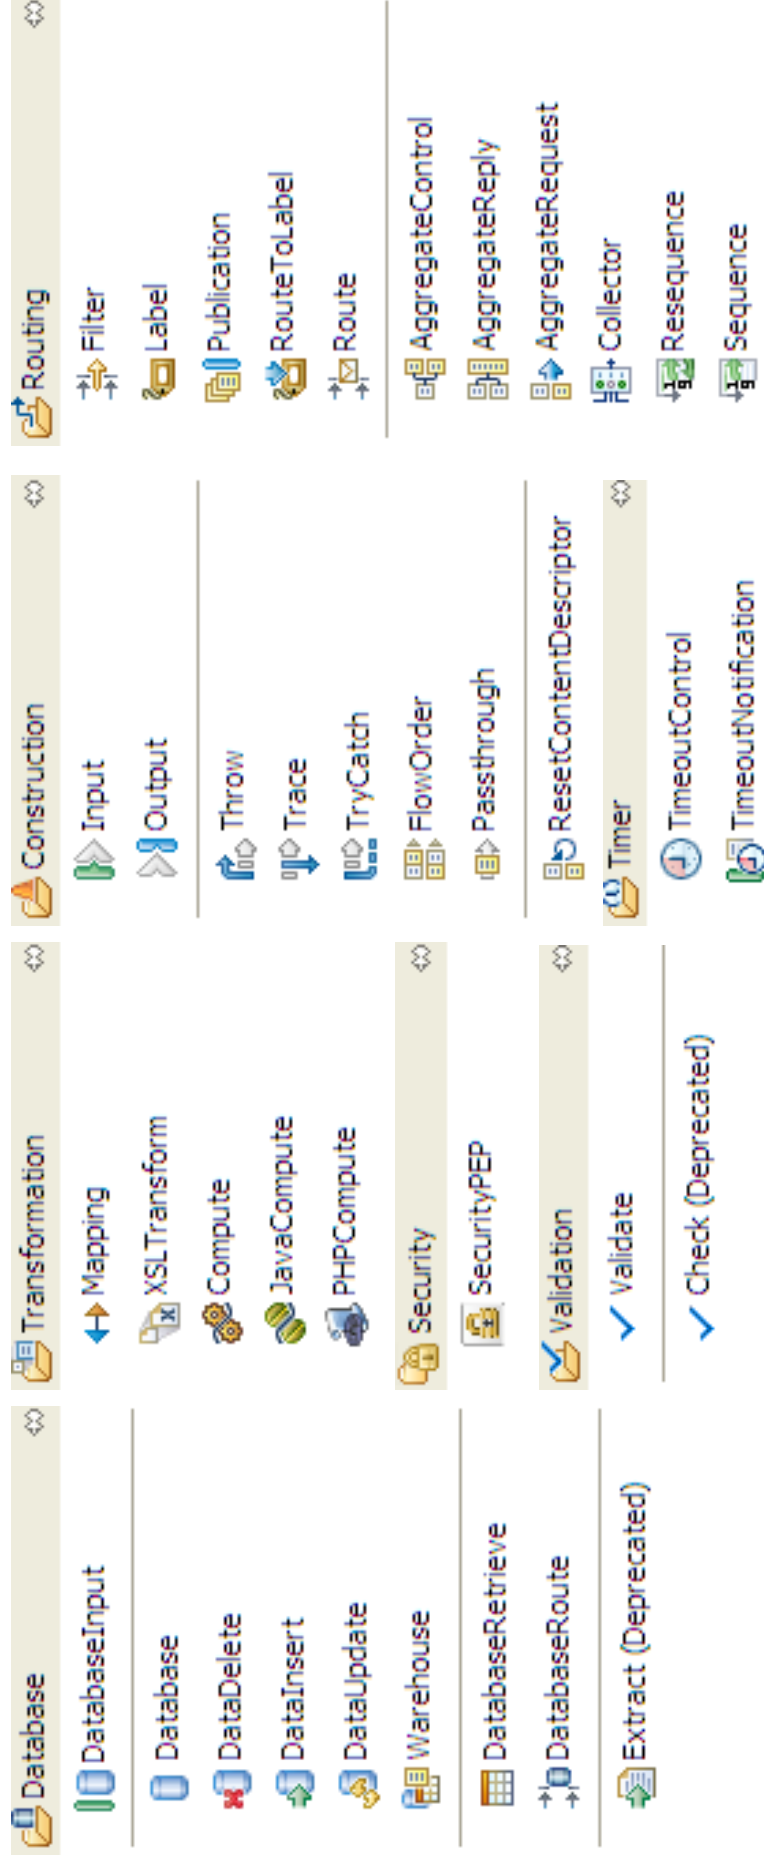 Database
DatabaseInput
Database
DataDelete
DataInsert
DataUpdate
Warehouse
DatabaseRetrieve
DatabaseRoute
Extract (Deprecated)
Transformation
Mapping
XSLTransform
Compute
JavaCompute
PHPCompute
Security
SecurityPEP
Validation
Validate
Check (Deprecated)
Construction
Input
Output
Throw
Trace
TryCatch
FlowOrder
Passthrough
ResetContentDescriptor
Timer
TimeoutControl
TimeoutNotification
Routing
Filter
Label
Publication
RouteToLabel
Route
AggregateControl
AggregateReply
AggregateRequest
Collector
Resequence
Sequence